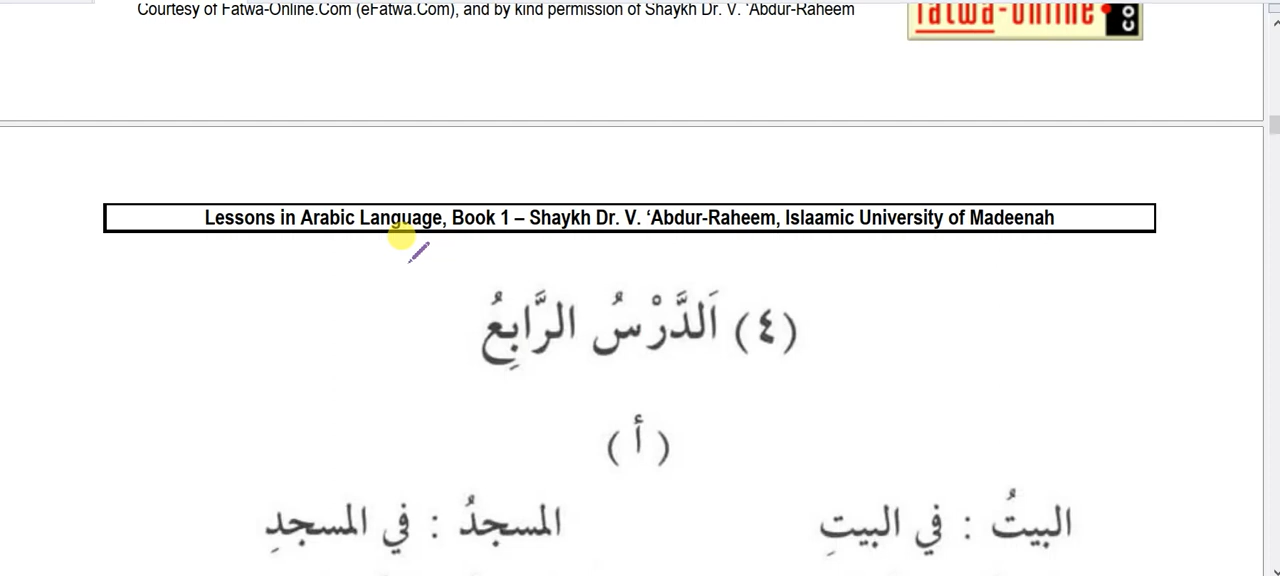 Courtesy of Fatwa-Online.Com (eFatwa.Com), and by kind permission of Shaykh Dr. V. 'Abdur-Raheem
fatwa-online
Lessons in Arabic Language, Book 1 – Shaykh Dr. V. ‘Abdur-Raheem, Islaamic University of Madeenah
(٤) اَلدَّرْسُ الرَّابِعُ
(أ)
البيتُ : في البيتِ المسجدُ : في المسجدِ